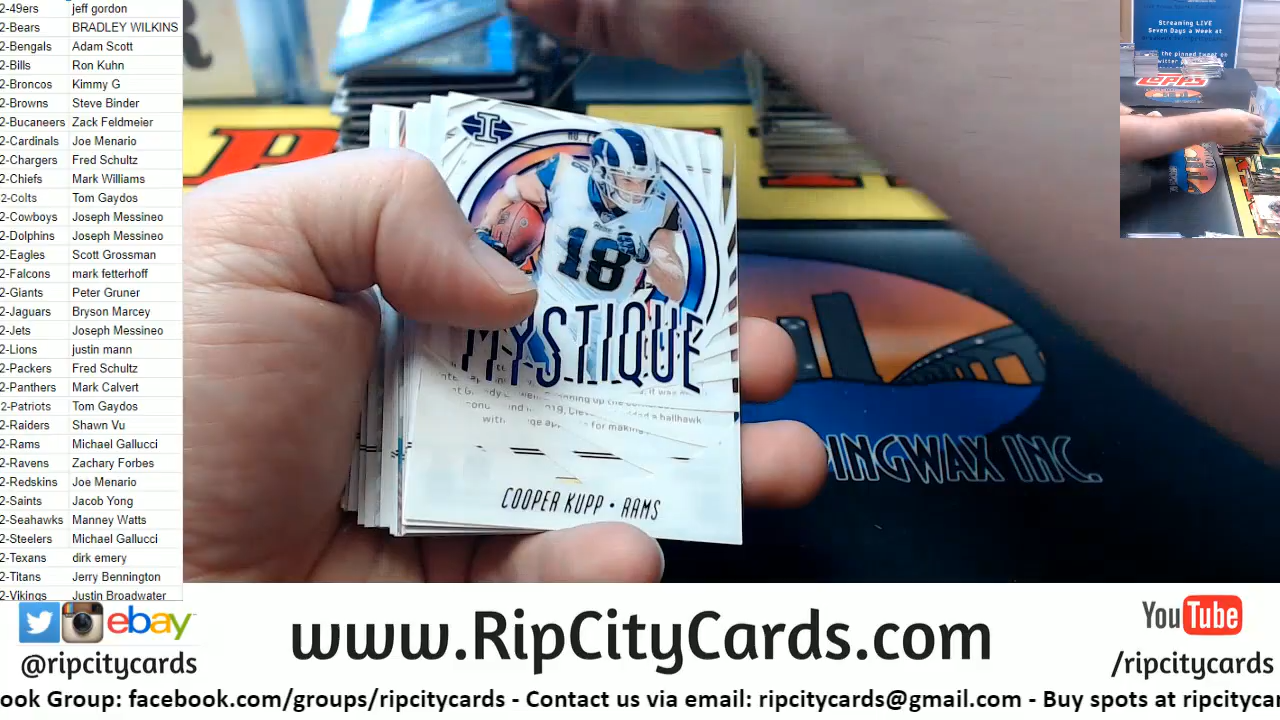 2-49ers jeff gordon
2-Bears BRADLEY WILKINS
2-Bengals Adam Scott
2-Bills Ron Kuhn
2-Broncos Kimmy G
2-Browns Steve Binder
2-Bucaneers Zack Feldmeier
2-Cardinals Joe Menario
2-Chargers Fred Schultz
2-Chiefs Mark Williams
2-Colts Tom Gaydos
2-Cowboys Joseph Messineo
2-Dolphins Joseph Messineo
2-Eagles Scott Grossman
2-Falcons mark fetterhoff
2-Giants Peter Gruner
2-Jaguars Bryson Marcey
2-Jets Joseph Messineo
2-Lions justin mann
2-Packers Fred Schultz
2-Panthers Mark Calvert
2-Patriots Tom Gaydos
2-Raiders Shawn Vu
2-Rams Michael Gallucci
2-Ravens Zachary Forbes
2-Redskins Joe Menario
2-Saints Jacob Yong
2-Seahawks Manney Watts
2-Steelers Michael Gallucci
2-Texans dirk emery
2-Titans Jerry Bennington
2-Vikings Justin Broadwater
I
18
18
MYSTIQUE
COOPER KUPP • RAMS
PINGWAX INC.
Streaming LIVE
Seven Days a Week at
the pinned tweet on
TOPPS
ebay
@ripcitycards
www.RipCityCards.com
YouTube
/ripcitycards
ook Group: facebook.com/groups/ripcitycards - Contact us via email: ripcitycards@gmail.com - Buy spots at ripcitycar